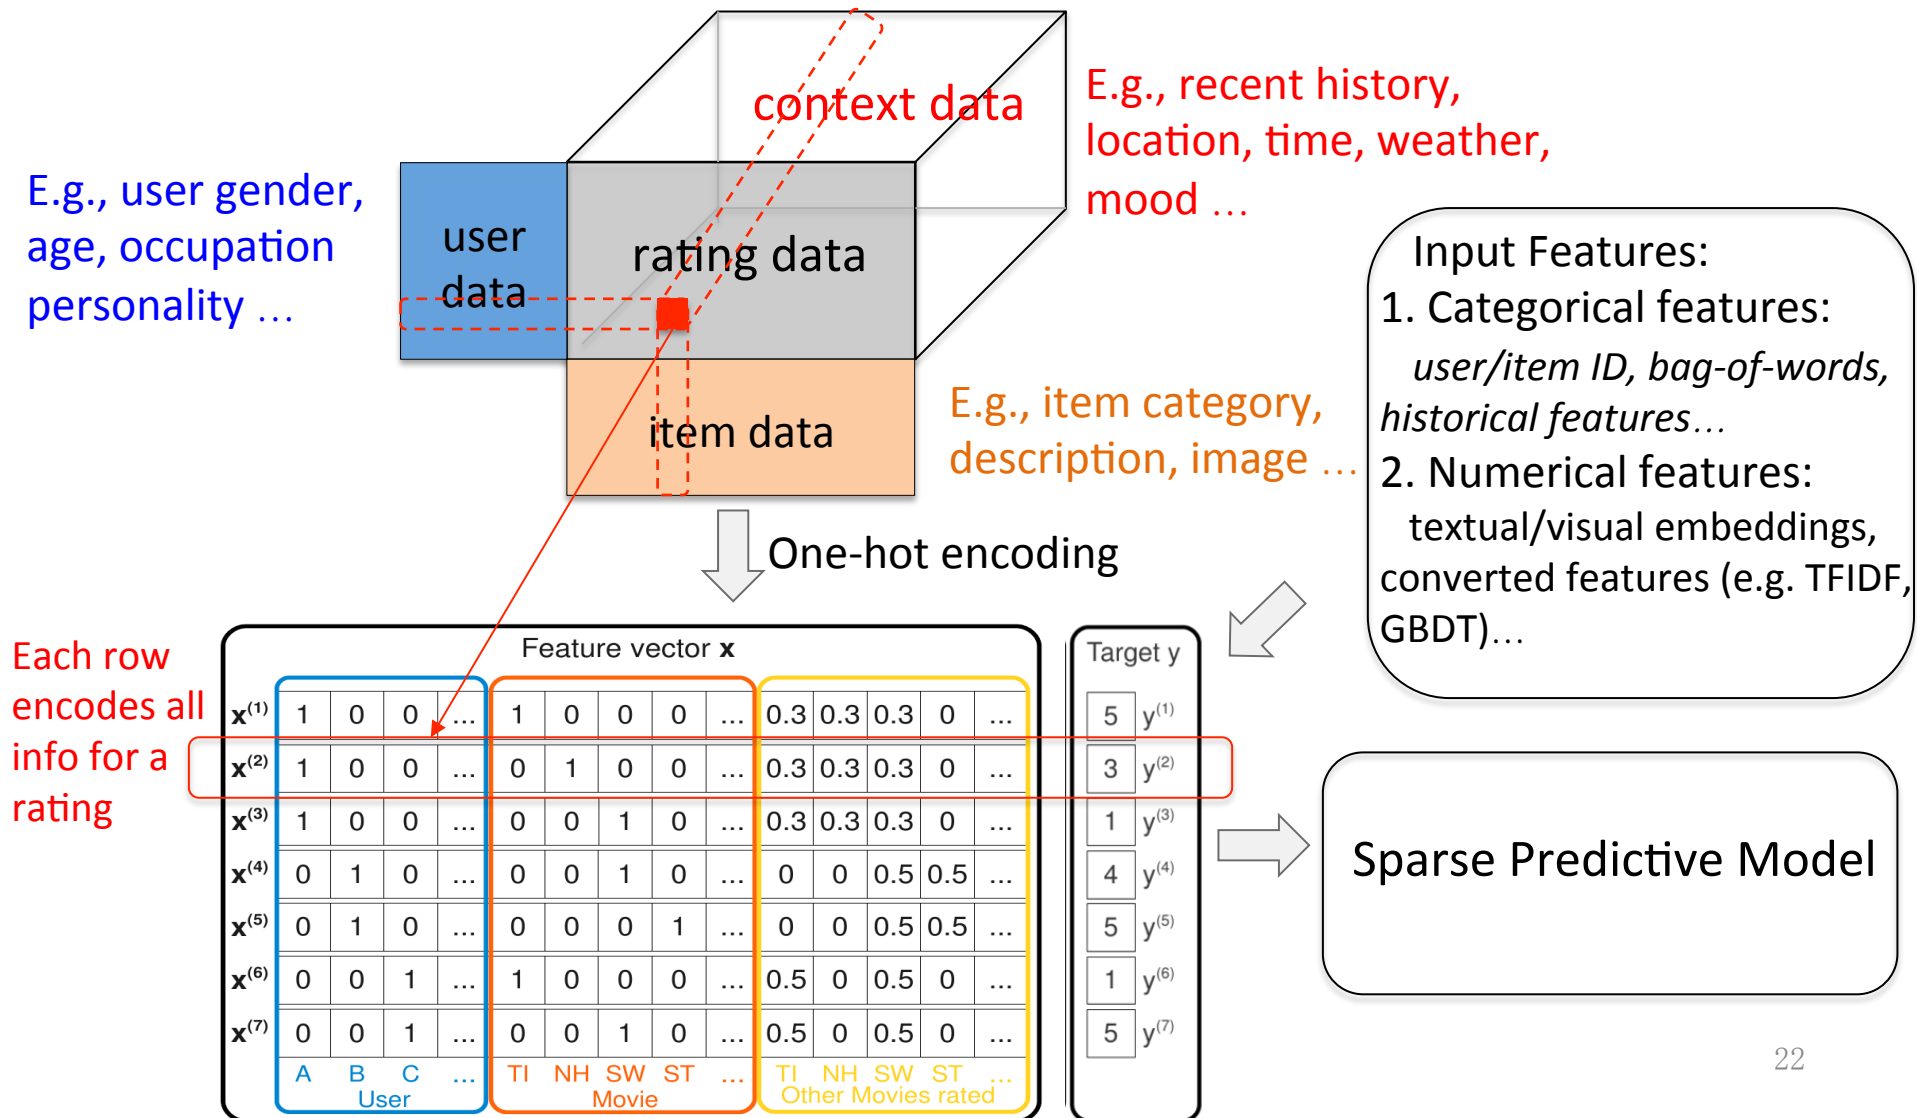 context data
E.g., recent history,
location, time, weather,
mood …
E.g., user gender,
age, occupation
personality …
user
data
rating data
item data
E.g., item category,
description, image …
Input Features:
1. Categorical features:
user/item ID, bag-of-words,
historical features…
2. Numerical features:
textual/visual embeddings,
converted features (e.g. TFIDF,
GBDT)…
One-hot encoding
Each row
encodes all
info for a
rating
Feature vector x
Target y
x(1) 1 0 0 ... 1 0 0 0 ... 0.3 0.3 0.3 0 ... 5 y(1)
x(2) 1 0 0 ... 0 1 0 0 ... 0.3 0.3 0.3 0 ... 3 y(2)
x(3) 1 0 0 ... 0 0 1 0 ... 0.3 0.3 0.3 0 ... 1 y(3)
x(4) 0 1 0 ... 0 0 1 0 ... 0 0 0.5 0.5 ... 4 y(4)
x(5) 0 1 0 ... 0 0 0 1 ... 0 0 0.5 0.5 ... 5 y(5)
x(6) 0 0 1 ... 1 0 0 0 ... 0.5 0 0.5 0 ... 1 y(6)
x(7) 0 0 1 ... 0 0 1 0 ... 0.5 0 0.5 0 ... 5 y(7)
A B C ... TI NH SW ST ... TI NH SW ST ...
User Movie Other Movies rated
Sparse Predictive Model
22